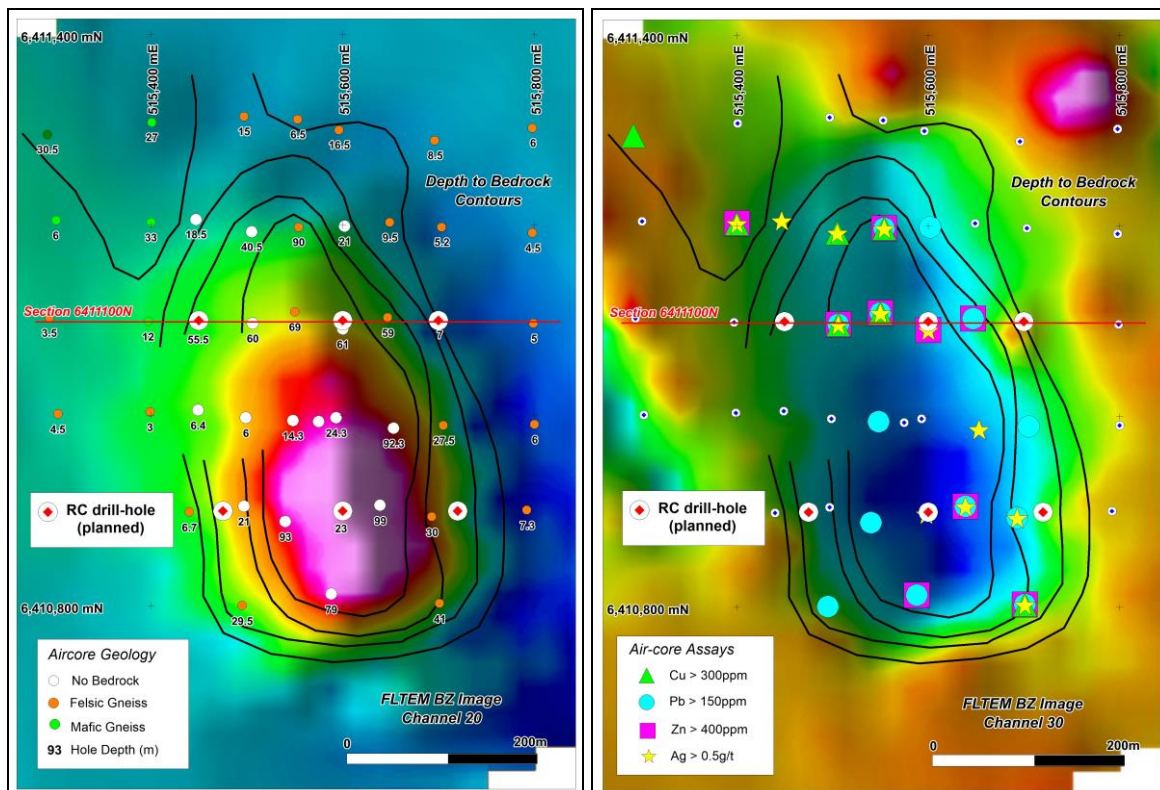 6,411,400 mN
515,400 mE
515,600 mE
515,800 mE
30.5
27
15
6.5
16.5
8.5
6
Depth to Bedrock
Contours
6
33
18.5
40.5
90
21
9.5
5.2
4.5
Section 6411100N
3.5
12
55.5
60
69
61
59
7
5
4.5
3
6.4
6
14.3
24.3
92.3
27.5
6
RC drill-hole
(planned)
6.7
21
93
23
99
30
7.3
6,410,800 mN
29.5
79
41
Aircore Geology
No Bedrock
Felsic Gneiss
Mafic Gneiss
93 Hole Depth (m)
FLTEM BZ Image
Channel 20
0
200m
6,411,400 mN
515,400 mE
515,600 mE
515,800 mE
Depth to Bedrock
Contours
Section 6411100N
RC drill-hole
(planned)
6,410,800 mN
Air-core Assays
Cu > 300ppm
Pb > 150ppm
Zn > 400ppm
Ag > 0.5g/t
FLTEM BZ Image
Channel 30
0
200m